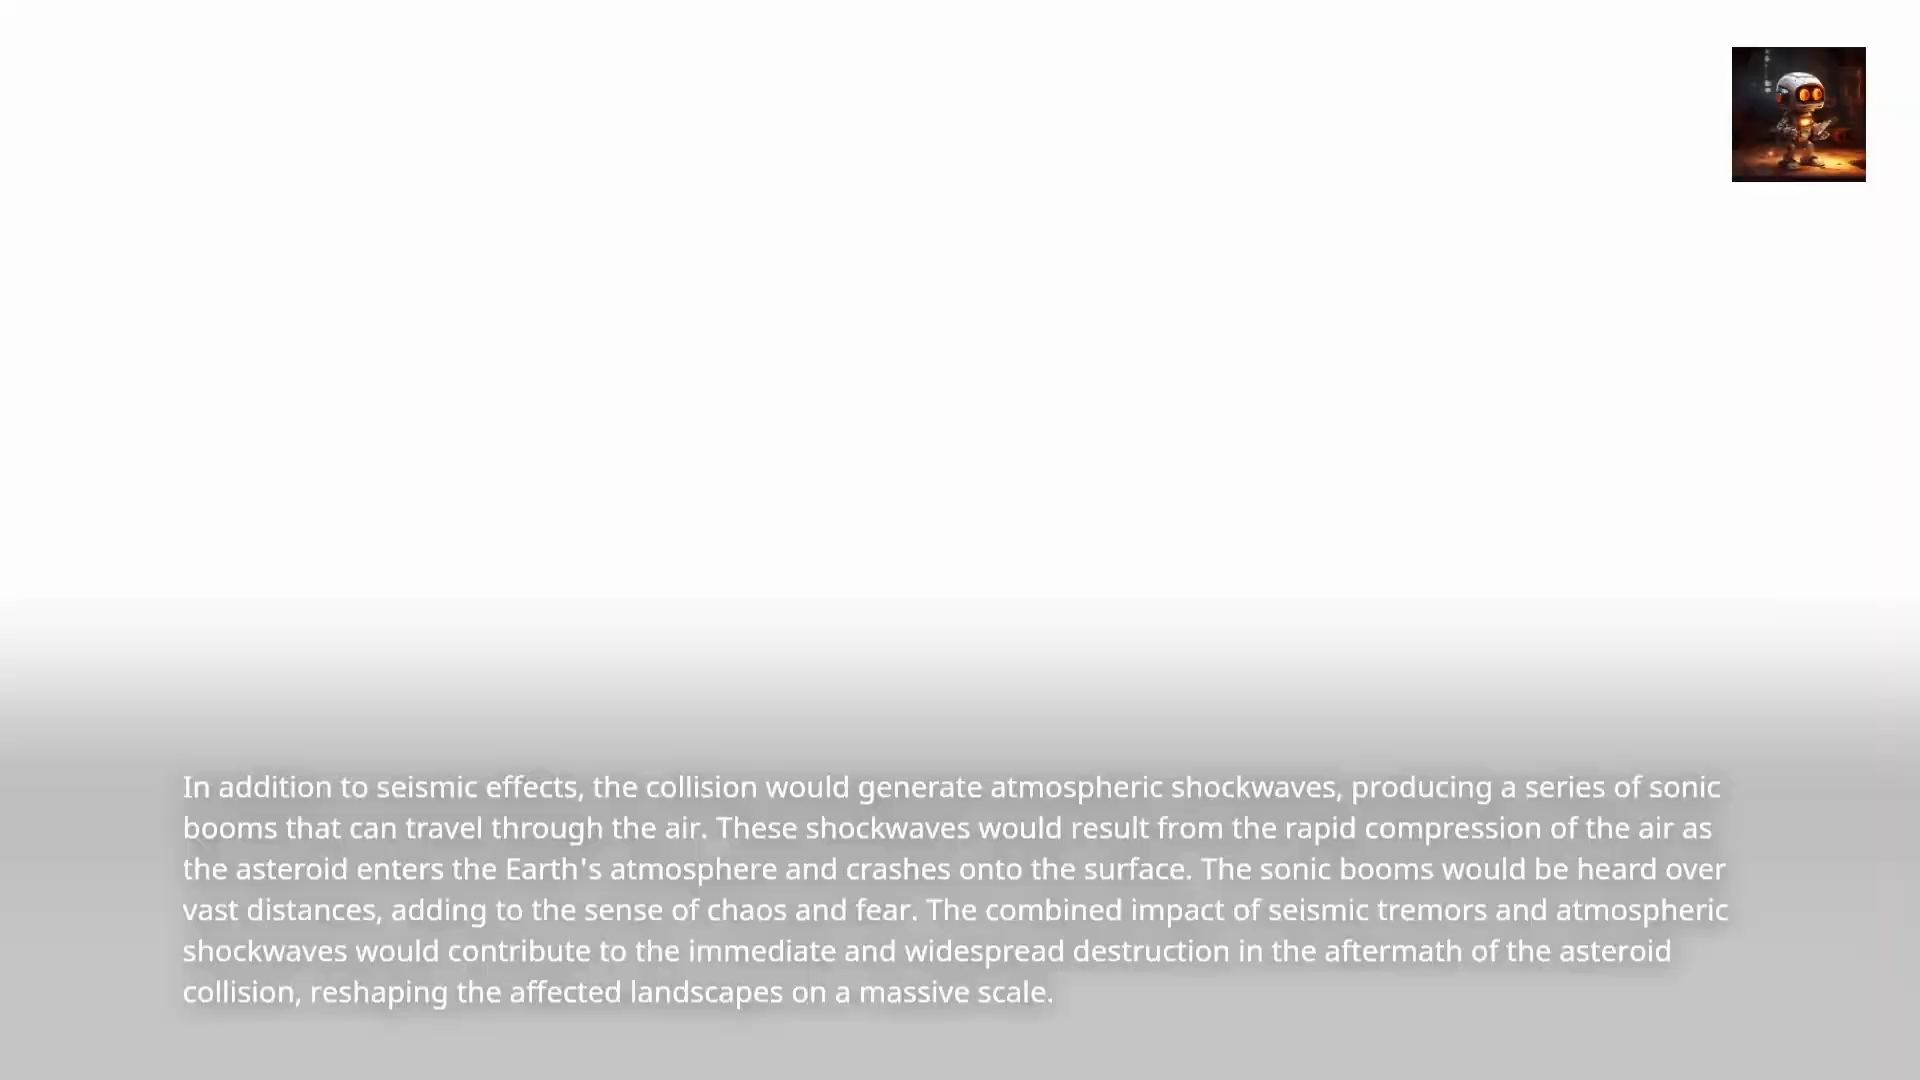 In addition to seismic effects, the collision would generate atmospheric shockwaves, producing a series of sonic
booms that can travel through the air. These shockwaves would result from the rapid compression of the air as
the asteroid enters the Earth's atmosphere and crashes onto the surface. The sonic booms would be heard over
vast distances, adding to the sense of chaos and fear. The combined impact of seismic tremors and atmospheric
shockwaves would contribute to the immediate and widespread destruction in the aftermath of the asteroid
collision, reshaping the affected landscapes on a massive scale.